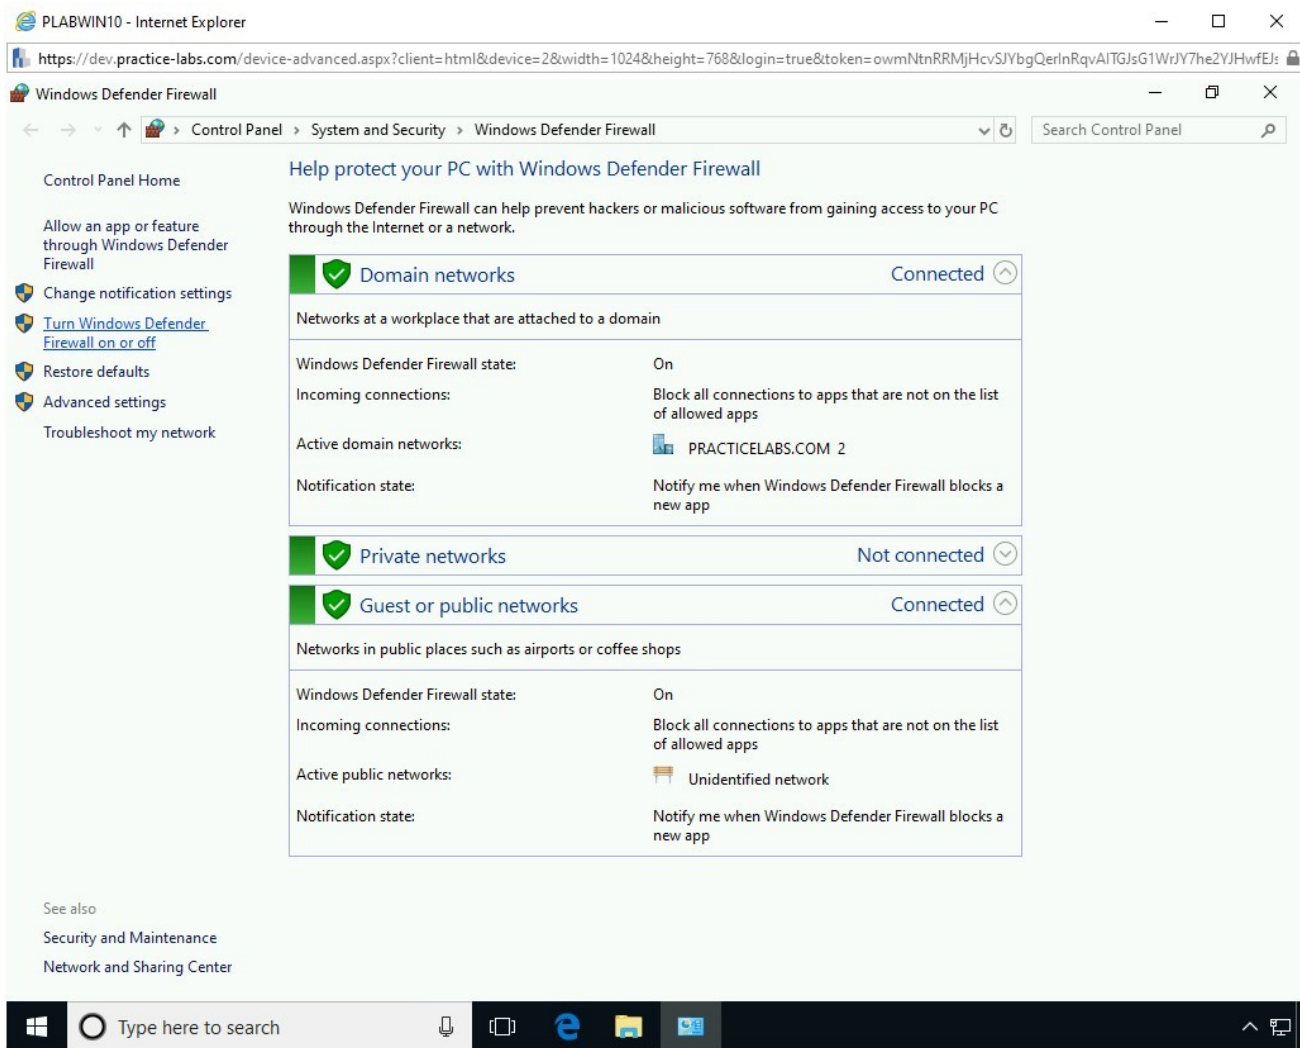 PLABWIN10 - Internet Explorer
https://dev.practice-labs.com/device-advanced.aspx?client=html&device=2&width=1024&height=768&login=true&token=
Windows Defender Firewall
Control Panel > System and Security > Windows Defender Firewall
Search Control Panel
Control Panel Home
Allow an app or feature
through Windows Defender
Firewall
Change notification settings
Turn Windows Defender
Firewall on or off
Restore defaults
Advanced settings
Troubleshoot my network
Help protect your PC with Windows Defender Firewall
Windows Defender Firewall can help prevent hackers or malicious software from gaining access to your PC
through the Internet or a network.
Domain networks Connected
Networks at a workplace that are attached to a domain
Windows Defender Firewall state: On
Incoming connections: Block all connections to apps that are not on the list
of allowed apps
Active domain networks: PRACTICELABS.COM 2
Notification state: Notify me when Windows Defender Firewall blocks a
new app
Private networks Not connected
Guest or public networks Connected
Networks in public places such as airports or coffee shops
Windows Defender Firewall state: On
Incoming connections: Block all connections to apps that are not on the list
of allowed apps
Active public networks: Unidentified network
Notification state: Notify me when Windows Defender Firewall blocks a
new app
See also
Security and Maintenance
Network and Sharing Center
Type here to search